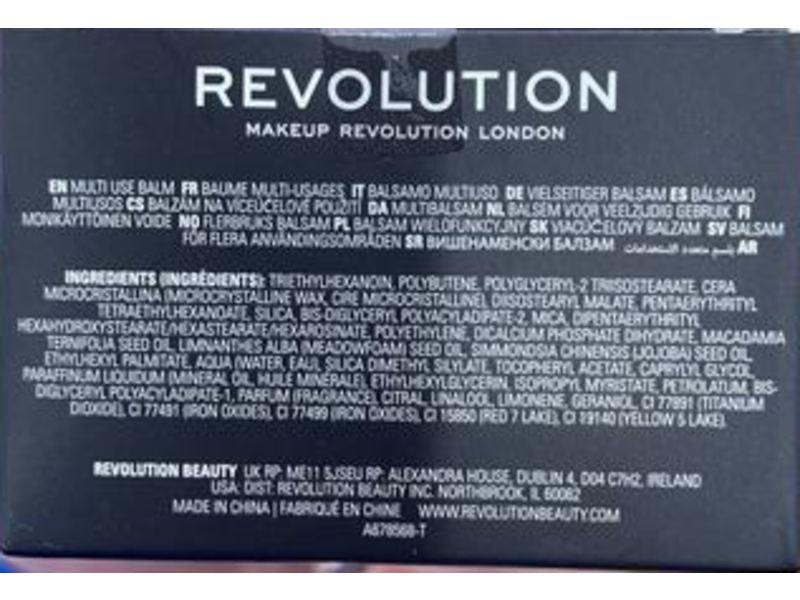 REVOLUTION
MAKEUP REVOLUTION LONDON
EN MULTI USE BALM FR BAUME MULTI-USAGES IT BALSAMO MULTIUSO DE VIELSEITIGER BALSAM ES BÁLSAMO
MULTIUSOS CS BALZÁM NA VÍCEÚČELOVÉ POUŽITÍ DA MULTIBALSAM NL BALSEM VOOR VEELZIJDIG GEBRUIK FI
MONIKÄYTTÖINEN VOIDE NO FLERBRUKS BALSAM PL BALSAM WIELOFUNKCYJNY SK VIACÚČELOVÝ BALZAM SV BALSAM
FÖR FLERA ANVÄNDINGSOMRÅDEN SR ВИШЕНАМЕНСКИ БАЛЗАМ بلسم متعدد الاستخدامات AR
INGREDIENTS (INGRÉDIENTS): TRIETHYLHEXANOIN, POLYBUTENE, POLYGLYCERYL-2 TRIISOSTEARATE, CERA
MICROCRISTALLINA (MICROCRYSTALLINE WAX, CIRE MICROCRISTALLINE), DIISOSTEARYL MALATE, PENTAERYTHRITYL
TETRAETHYLHEXANOATE, SILICA, BIS-DIGLYCERYL POLYACYLADIPATE-2, MICA, DIPENTAERYTHRITYL
HEXAHYDROXYSTEARATE/HEXASTEARATE/HEXAROSINATE, POLYETHYLENE, DICALCIUM PHOSPHATE DIHYDRATE, MACADAMIA
TERNIFOLIA SEED OIL, LIMNANTHES ALBA (MEADOWFOAM) SEED OIL, SIMMONDSIA CHINENSIS (JOJOBA) SEED OIL,
ETHYLHEXYL PALMITATE, AQUA (WATER, EAU), SILICA DIMETHYL SILYLATE, TOCOPHERYL ACETATE, CAPRYLYL GLYCOL,
PARAFFINUM LIQUIDUM (MINERAL OIL, HUILE MINÉRALE), ETHYLHEXYLGLYCERIN, ISOPROPYL MYRISTATE, PETROLATUM, BIS-
DIGLYCERYL POLYACYLADIPATE-1, PARFUM (FRAGRANCE), CITRAL, LINALOOL, LIMONENE, GERANIOL, CI 77891 (TITANIUM
DIOXIDE), CI 77491 (IRON OXIDES), CI 77499 (IRON OXIDES), CI 15850 (RED 7 LAKE), CI 19140 (YELLOW 5 LAKE).
REVOLUTION BEAUTY UK RP: ME11 5JS EU RP: ALEXANDRA HOUSE, DUBLIN 4, D04 C7H2, IRELAND
USA: DIST: REVOLUTION BEAUTY INC. NORTHBROOK, IL 60062
MADE IN CHINA | FABRIQUÉ EN CHINE WWW.REVOLUTIONBEAUTY.COM
A678568-T